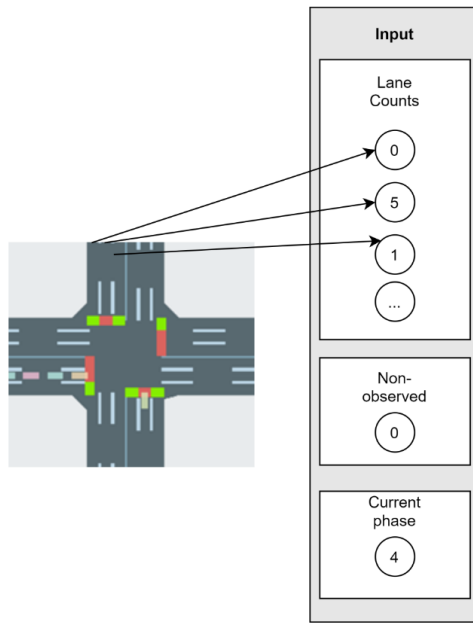 Input
Lane
Counts
0
5
1
...
Non-
observed
0
Current
phase
4